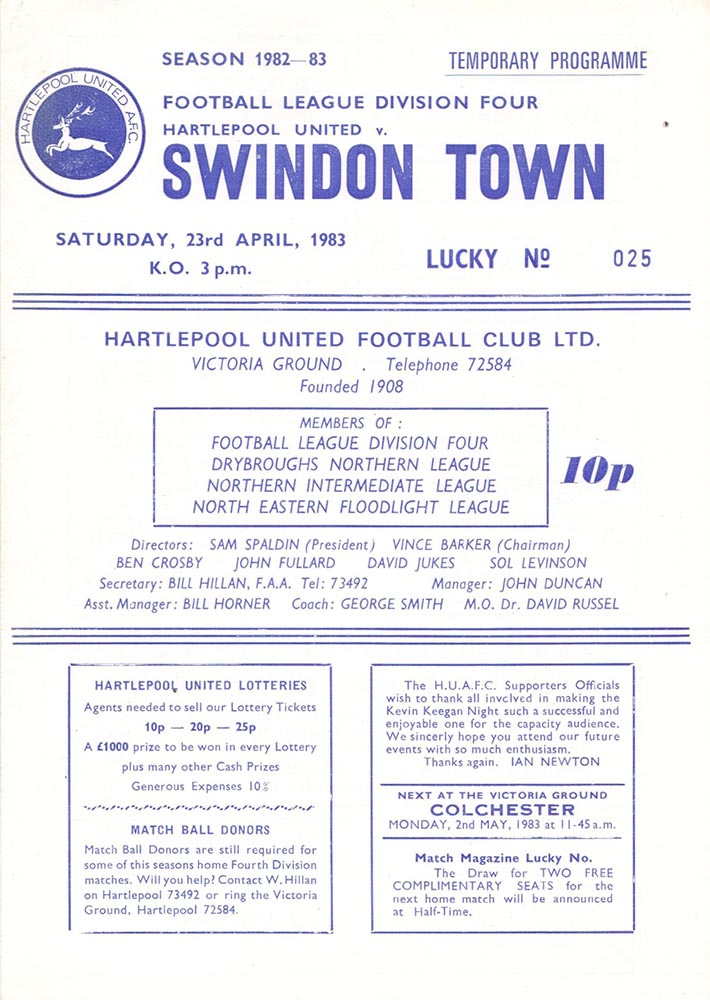 SEASON 1982—83
TEMPORARY PROGRAMME
HARTLEPOOL UNITED A.F.C.
FOOTBALL LEAGUE DIVISION FOUR
HARTLEPOOL UNITED v.
SWINDON TOWN
SATURDAY, 23rd APRIL, 1983
K.O. 3 p.m.
LUCKY Nº 025
HARTLEPOOL UNITED FOOTBALL CLUB LTD.
VICTORIA GROUND . Telephone 72584
Founded 1908
MEMBERS OF :
FOOTBALL LEAGUE DIVISION FOUR
DRYBROUGHS NORTHERN LEAGUE
NORTHERN INTERMEDIATE LEAGUE
NORTH EASTERN FLOODLIGHT LEAGUE
10p
Directors: SAM SPALDIN (President) VINCE BARKER (Chairman)
BEN CROSBY JOHN FULLARD DAVID JUKES SOL LEVINSON
Secretary: BILL HILLAN, F.A.A. Tel: 73492 Manager: JOHN DUNCAN
Asst. Manager: BILL HORNER Coach: GEORGE SMITH M.O. Dr. DAVID RUSSEL
HARTLEPOOL UNITED LOTTERIES
Agents needed to sell our Lottery Tickets
10p — 20p — 25p
A £1000 prize to be won in every Lottery
plus many other Cash Prizes
Generous Expenses 10%
MATCH BALL DONORS
Match Ball Donors are still required for
some of this seasons home Fourth Division
matches. Will you help? Contact W. Hillan
on Hartlepool 73492 or ring the Victoria
Ground, Hartlepool 72584.
The H.U.A.F.C. Supporters Officials
wish to thank all involved in making the
Kevin Keegan Night such a successful and
enjoyable one for the capacity audience.
We sincerly hope you attend our future
events with so much enthusiasm.
Thanks again. IAN NEWTON
NEXT AT THE VICTORIA GROUND
COLCHESTER
MONDAY, 2nd MAY, 1983 at 11-45 a.m.
Match Magazine Lucky No.
The Draw for TWO FREE
COMPLIMENTARY SEATS for the
next home match will be announced
at Half-Time.